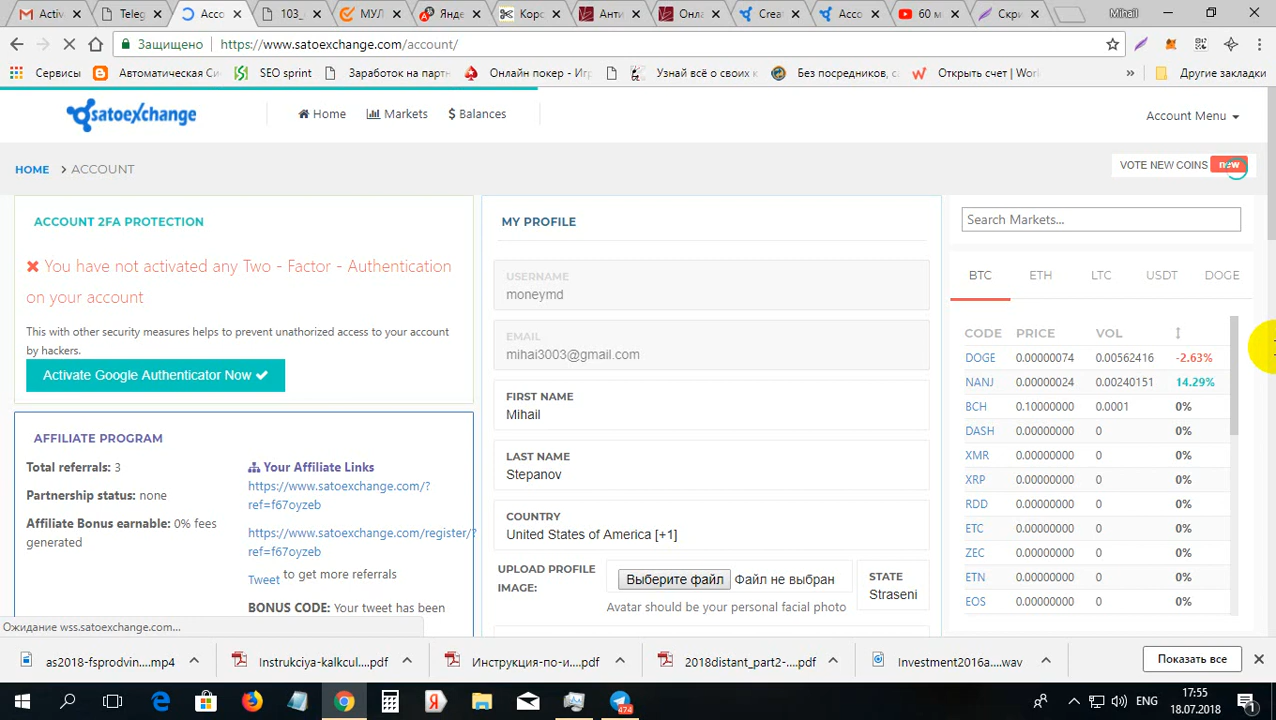 Activ
Teleg
Acco
103_
МУЛ
Янде
Корс
Анти
Онла
Creat
Acco
60 м
Скри
Mihail
Защищено
https://www.satoexchange.com/account/
Сервисы
Автоматическая Си
SEO sprint
Заработок на парт
Онлайн покер - Иг
Узнай всё о своих к
Без посредников, с
Открыть счет | Wor
»
Другие закладки
satoexchange
Home
Markets
$ Balances
Account Menu
HOME > ACCOUNT
VOTE NEW COINS new
ACCOUNT 2FA PROTECTION
You have not activated any Two - Factor - Authentication
on your account
This with other security measures helps to prevent unathorized access to your account
by hackers.
Activate Google Authenticator Now
AFFILIATE PROGRAM
Total referrals: 3
Partnership status: none
Affiliate Bonus earnable: 0% fees
generated
Your Affiliate Links
https://www.satoexchange.com/?
ref=f67oyzeb
https://www.satoexchange.com/register/?
ref=f67oyzeb
Tweet to get more referrals
BONUS CODE: Your tweet has been
MY PROFILE
USERNAME
moneymd
EMAIL
mihai3003@gmail.com
FIRST NAME
Mihail
LAST NAME
Stepanov
COUNTRY
United States of America [+1]
UPLOAD PROFILE
IMAGE:
Выберите файл Файл не выбран
Avatar should be your personal facial photo
STATE
Straseni
Search Markets...
BTC ETH LTC USDT DOGE
CODE PRICE VOL
DOGE 0.00000074 0.00562416 -2.63%
NANJ 0.00000024 0.00240151 14.29%
BCH 0.10000000 0.0001 0%
DASH 0.00000000 0 0%
XMR 0.00000000 0 0%
XRP 0.00000000 0 0%
RDD 0.00000000 0 0%
ETC 0.00000000 0 0%
ZEC 0.00000000 0 0%
ETN 0.00000000 0 0%
EOS 0.00000000 0 0%
Ожидание wss.satoexchange.com...
as2018-fsprodvin....mp4
Instrukciya-kalkcul....pdf
Инструкция-по-и....pdf
2018distant_part2-....pdf
Investment2016a....wav
Показать все
474
ENG
17:55
18.07.2018
1